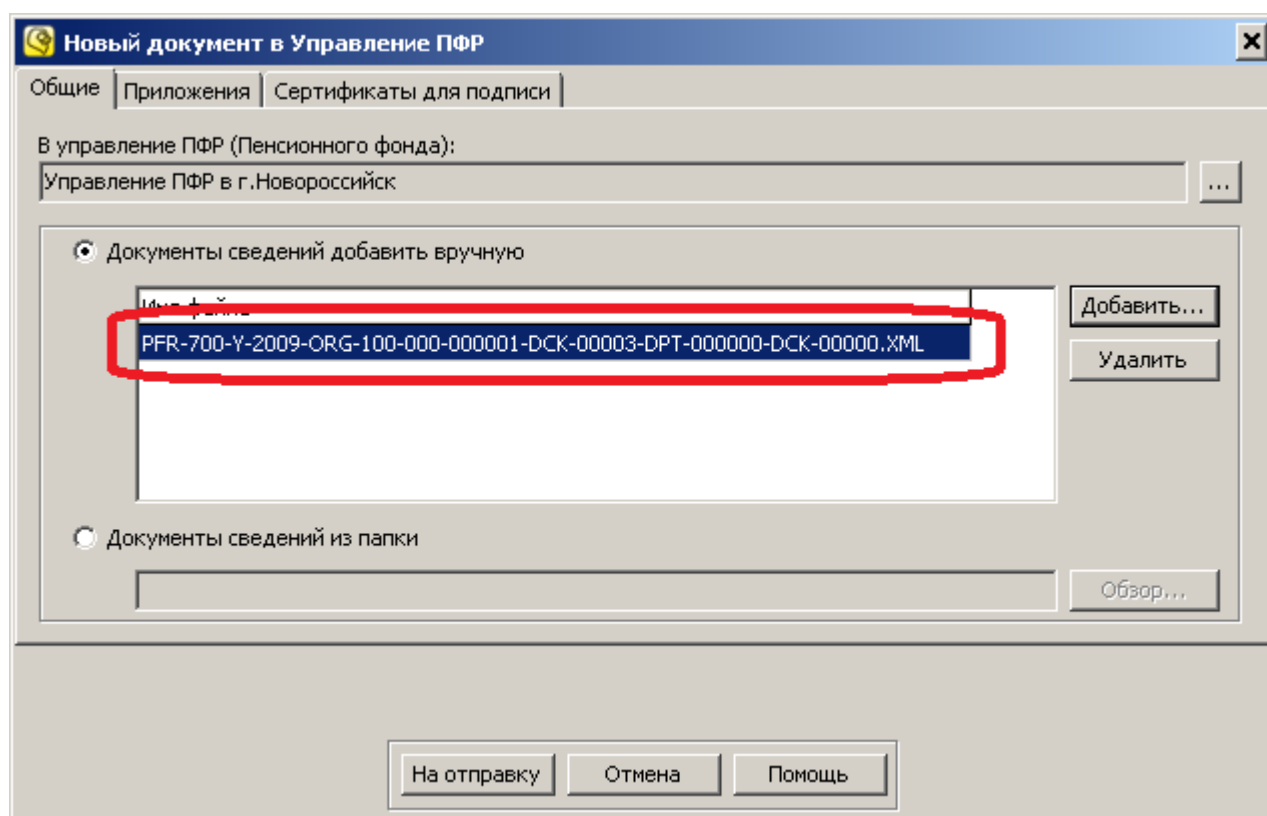 Новый документ в Управление ПФР
Общие Приложения Сертификаты для подписи
В управление ПФР (Пенсионного фонда):
Управление ПФР в г.Новороссийск ...
Документы сведений добавить вручную
Добавить...
PFR-700-Y-2009-ORG-100-000-000001-DCK-00003-DPT-000000-DCK-00000.XML
Удалить
Документы сведений из папки
Обзор...
На отправку Отмена Помощь